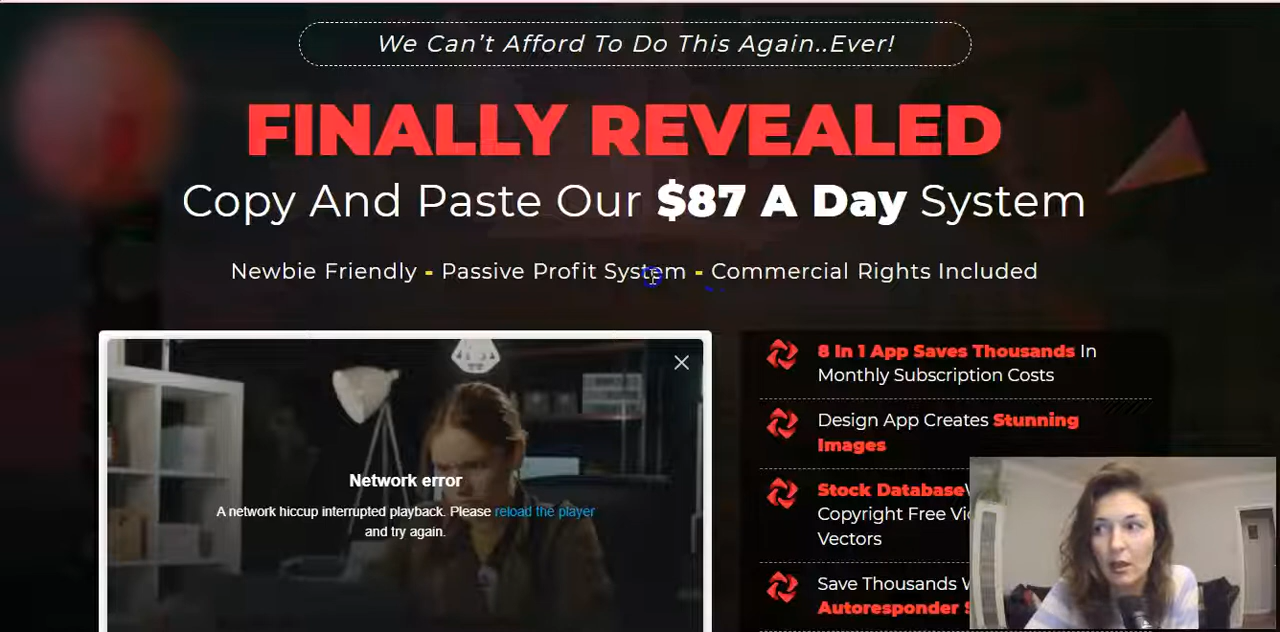 We Can't Afford To Do This Again..Ever!
FINALLY REVEALED
Copy And Paste Our $87 A Day System
Newbie Friendly - Passive Profit System - Commercial Rights Included
Network error
A network hiccup interrupted playback. Please reload the player
and try again.
8 In 1 App Saves Thousands In
Monthly Subscription Costs
Design App Creates Stunning
Images
Stock Database
Copyright Free
Vectors
Save Thousands
Autoresponder